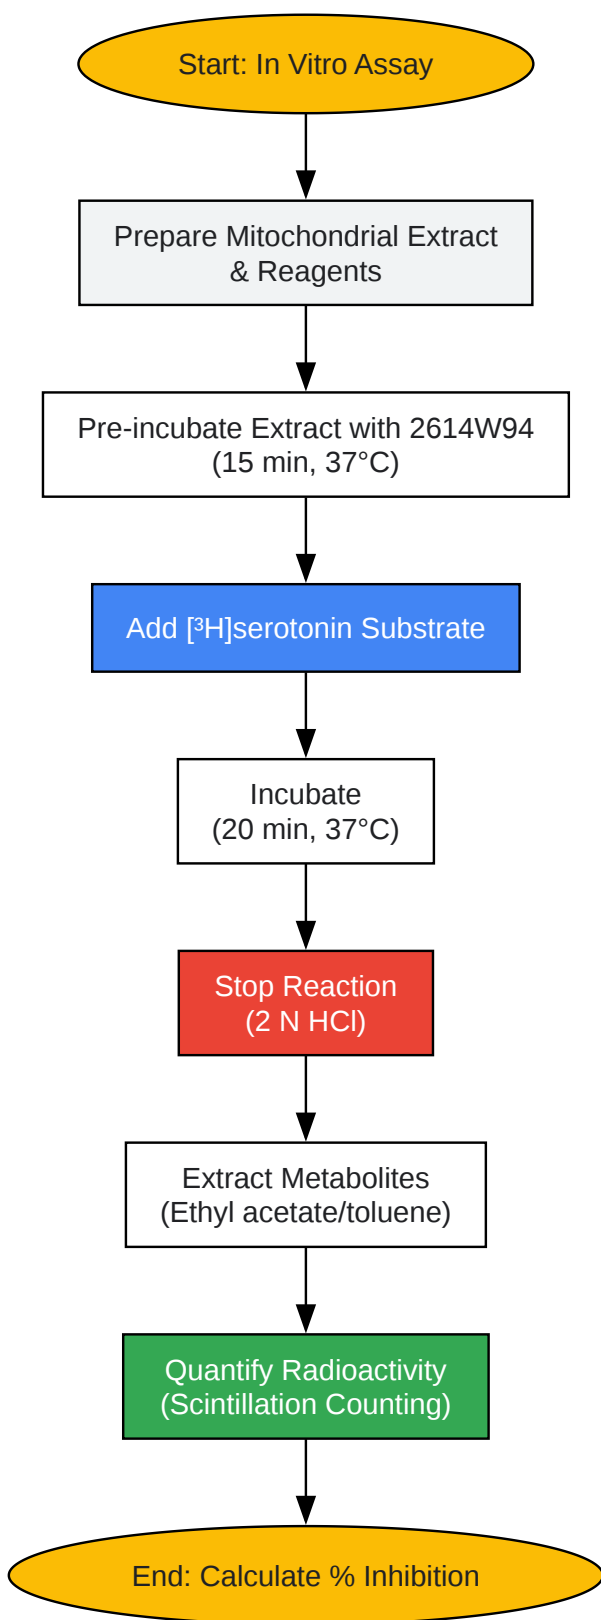 Start: In Vitro Assay
Prepare Mitochondrial Extract
& Reagents
Pre-incubate Extract with 2614W94
(15 min, 37°C)
Add [³H]serotonin Substrate
Incubate
(20 min, 37°C)
Stop Reaction
(2 N HCl)
Extract Metabolites
(Ethyl acetate/toluene)
Quantify Radioactivity
(Scintillation Counting)
End: Calculate % Inhibition